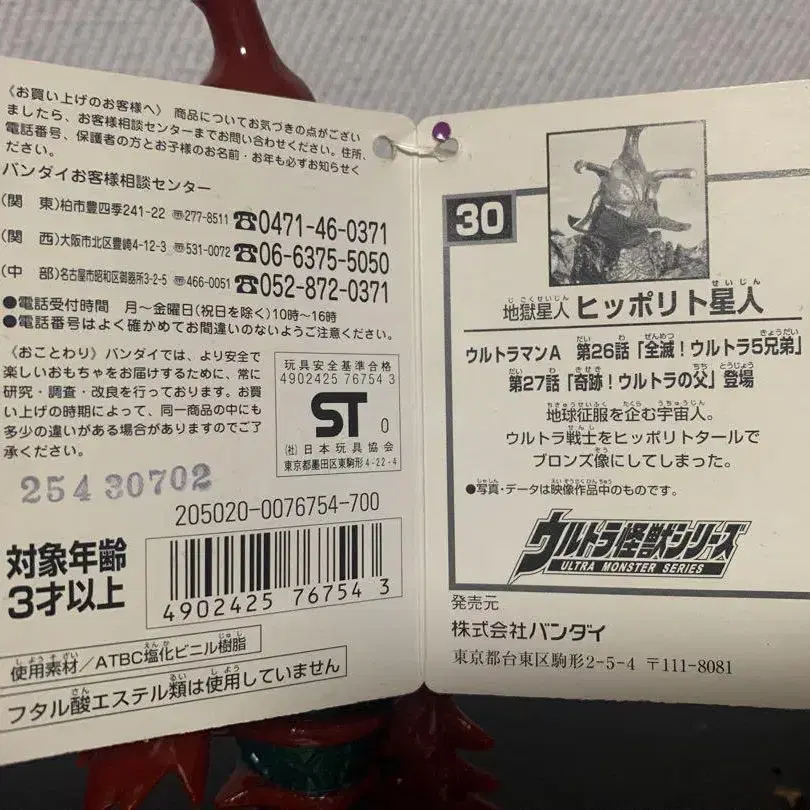 《お買い上げのお客様へ》 商品についてお気づきの点がござい
ましたら、お客様相談センターまでお問い合わせください。住所、
電話番号、保護者の方とお子様のお名前・お年も必ずお知らせく
ださい。
バンダイお客様相談センター
(関 東)柏市豊四季241-22 〒277-8511 ☎0471-46-0371
(関 西)大阪市北区豊崎4-12-3 〒531-0072 ☎06-6375-5050
(中 部)名古屋市昭和区御器所3-2-5 〒466-0051 ☎052-872-0371
●電話受付時間 月〜金曜日(祝日を除く)10時〜16時
●電話番号はよく確かめてお間違いのないようご注意ください。
《おことわり》バンダイでは、より安全で
楽しいおもちゃをお届けするために、常に
研究・調査・改良を行っております。お買
い上げの時期によって、同一商品の中にも
多少の違いがある場合がありますのでご了
承ください。
玩具安全基準合格
4902425 76754 3
ST 0
(社)日本玩具協会
東京都墨田区東駒形4-22-4
254 30702
205020-0076754-700
対象年齢
3才以上
4 902425 767543
使用素材/ATBC塩化ビニル樹脂
フタル酸エステル類は使用していません
30
地獄星人 ヒッポリト星人
ウルトラマンA 第26話「全滅!ウルトラ5兄弟」
第27話「奇跡!ウルトラの父」登場
地球征服を企む宇宙人。
ウルトラ戦士をヒッポリトタールで
ブロンズ像にしてしまった。
●写真・データは映像作品中のものです。
ウルトラ怪獣シリーズ
ULTRA MONSTER SERIES
発売元
株式会社バンダイ
東京都台東区駒形2-5-4 〒111-8081